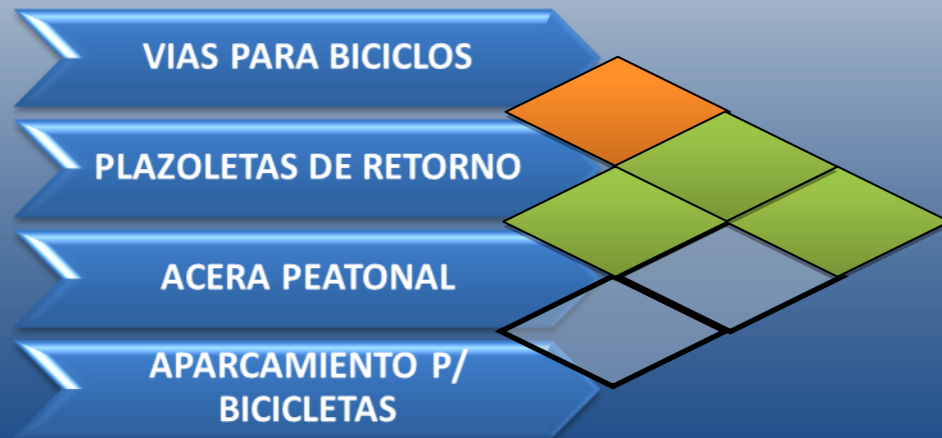 VIAS PARA BICICLOS
PLAZOLETAS DE RETORNO
ACERA PEATONAL
APARCAMIENTO P/
BICICLETAS